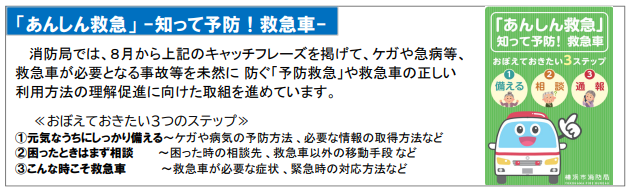 「あんしん救急」-知って予防！救急車-
消防局では、８月から上記のキャッチフレーズを掲げて、ケガや急病等、
救急車が必要となる事故等を未然に 防ぐ「予防救急」や救急車の正しい
利用方法の理解促進に向けた取組を進めています。
≪おぼえておきたい３つのステップ≫
①元気なうちにしっかり備える～ケガや病気の予防方法 、必要な情報の取得方法など
②困ったときはまず相談 ～困った時の相談先 、救急車以外の移動手段 など
③こんな時こそ救急車 ～救急車が必要な症状 、緊急時の対応方法など
「あんしん救急」
知って予防！ 救急車
おぼえておきたい3ステップ
1 2 3
備える 相談 通報
横浜市消防局